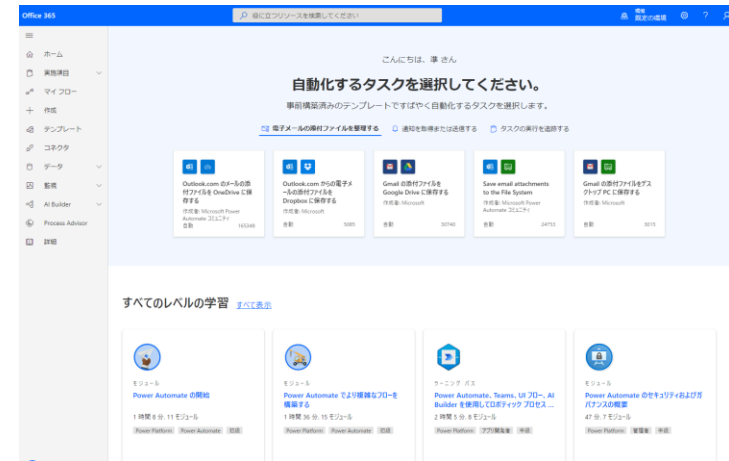 Office 365
役に立つリソースを検索してください
環境
既定の環境
?
ホーム
実施項目
マイ フロー
作成
テンプレート
コネクタ
データ
監視
AI Builder
Process Advisor
詳細
こんにちは、準 さん
自動化するタスクを選択してください。
事前構築済みのテンプレートですばやく自動化するタスクを選択します。
電子メールの添付ファイルを整理する
通知を取得または送信する
タスクの実行を追跡する
Outlook.com のメールの添
付ファイルを OneDrive に保
存する
作成者: Microsoft Power
Automate コミュニティ
自動
165348
Outlook.com からの電子メ
ールの添付ファイルを
Dropbox に保存する
作成者: Microsoft
自動
5005
Gmail の添付ファイルを
Google Drive に保存する
作成者: Microsoft
自動
50740
Save email attachments
to the File System
作成者: Microsoft Power
Automate コミュニティ
自動
24753
Gmail の添付ファイルをデス
クトップ PC に保存する
作成者: Microsoft
自動
5015
すべてのレベルの学習
すべて表示
モジュール
Power Automate の開始
1 時間 8 分. 11 モジュール
Power Platform
Power Automate
初級
モジュール
Power Automate でより複雑なフローを
構築する
1 時間 36 分. 15 モジュール
Power Platform
Power Automate
初級
ラーニング パス
Power Automate, Teams, UI フロー, AI
Builder を使用してロボティック プロセス ...
2 時間 5 分. 8 モジュール
Power Platform
アプリ開発者
中級
モジュール
Power Automate のセキュリティおよびガ
バナンスの概要
47 分. 7 モジュール
Power Platform
管理者
中級